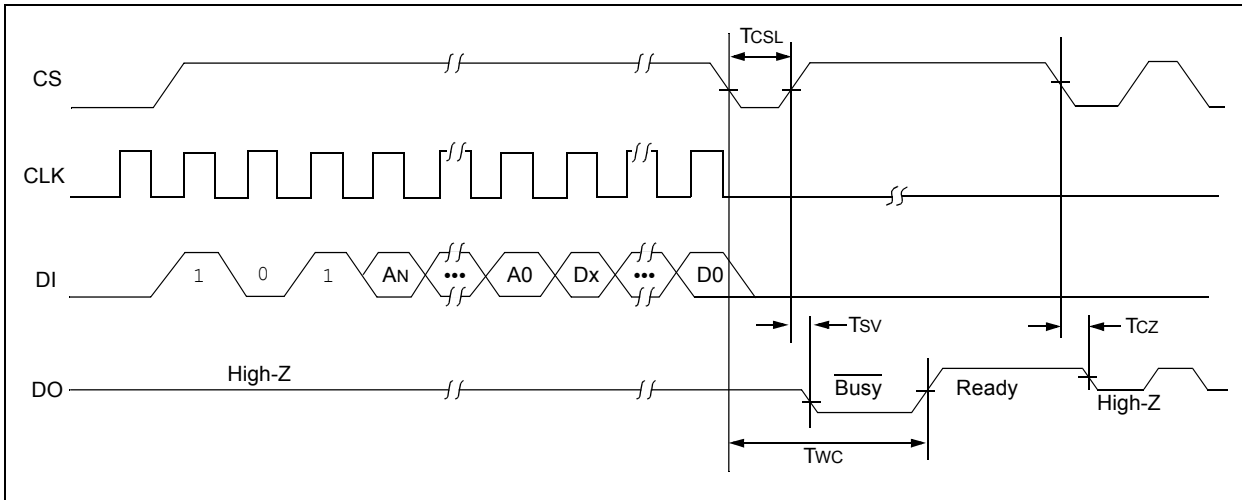 TCSL
CS
CLK
DI 1 0 1 AN ••• A0 Dx ••• D0
TSV
TCZ
High-Z
DO
Busy
Ready
High-Z
TWC